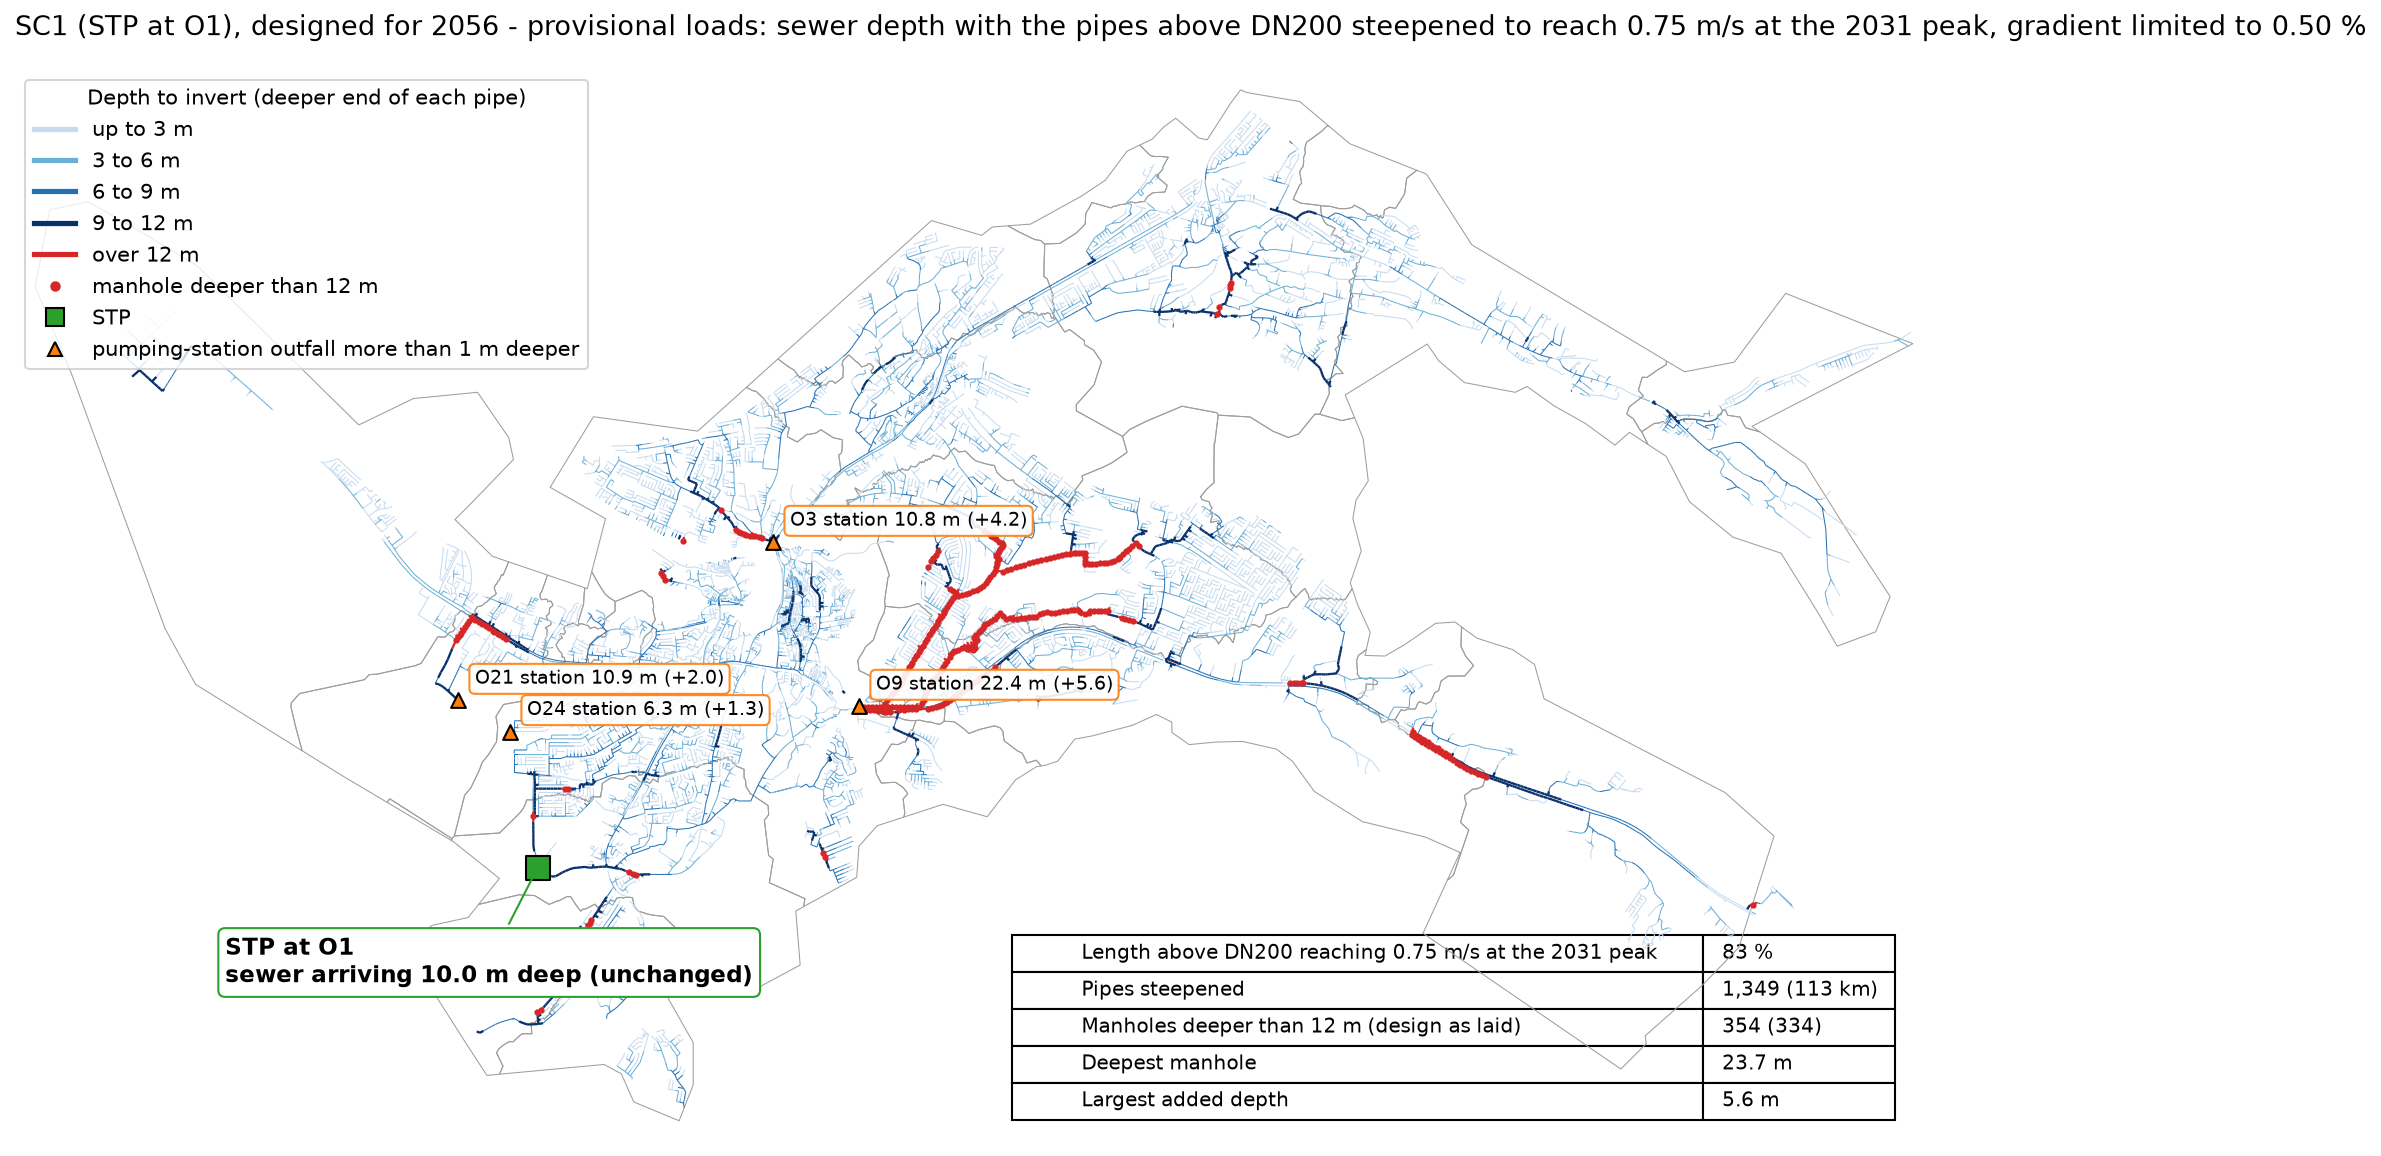 SC1 (STP at O1), designed for 2056 - provisional loads: sewer depth with the pipes above DN200 steepened to reach 0.75 m/s at the 2031 peak, gradient limited to 0.50 %
Depth to invert (deeper end of each pipe)
up to 3 m
3 to 6 m
6 to 9 m
9 to 12 m
over 12 m
manhole deeper than 12 m
STP
pumping-station outfall more than 1 m deeper
O3 station 10.8 m (+4.2)
O21 station 10.9 m (+2.0)
O9 station 22.4 m (+5.6)
O24 station 6.3 m (+1.3)
STP at O1
sewer arriving 10.0 m deep (unchanged)
Length above DN200 reaching 0.75 m/s at the 2031 peak 83 %
Pipes steepened 1,349 (113 km)
Manholes deeper than 12 m (design as laid) 354 (334)
Deepest manhole 23.7 m
Largest added depth 5.6 m